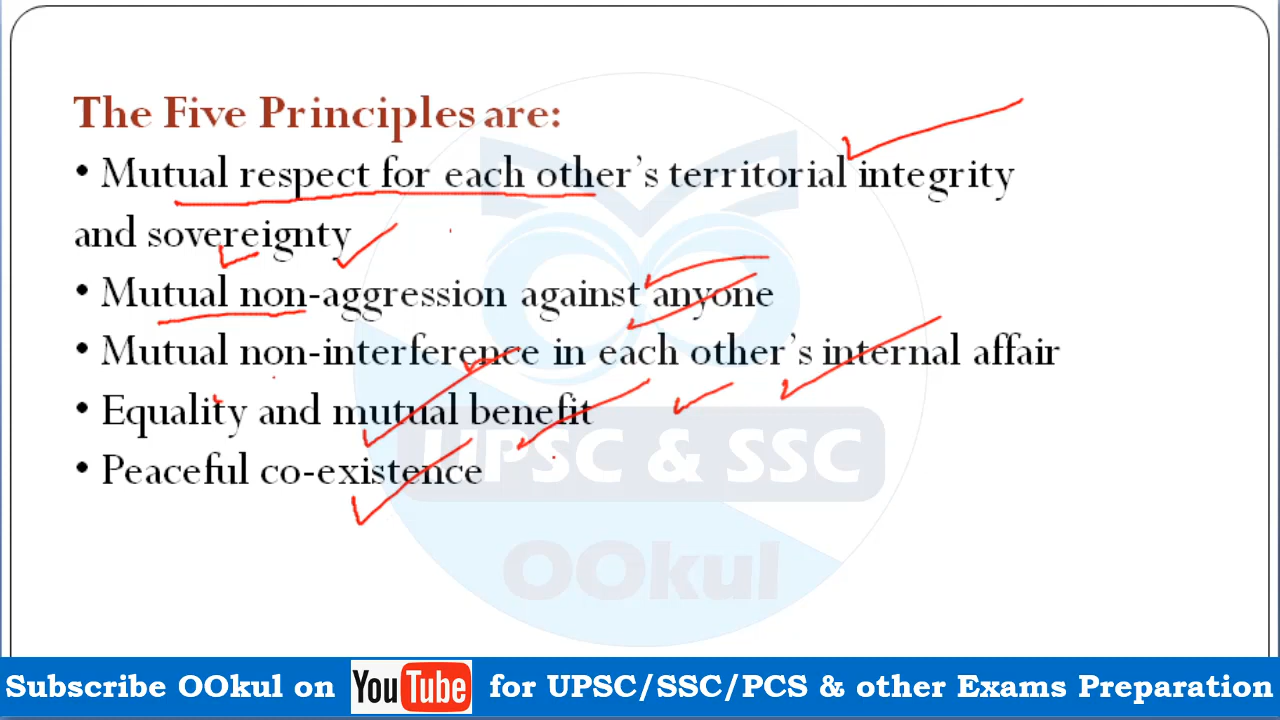 The Five Principles are:
• Mutual respect for each other's territorial integrity
and sovereignty
• Mutual non-aggression against anyone
• Mutual non-interference in each other's internal affair
• Equality and mutual benefit
• Peaceful co-existence
UPSC & SSC
OOkul
Subscribe OOkul on YouTube for UPSC/SSC/PCS & other Exams Preparation